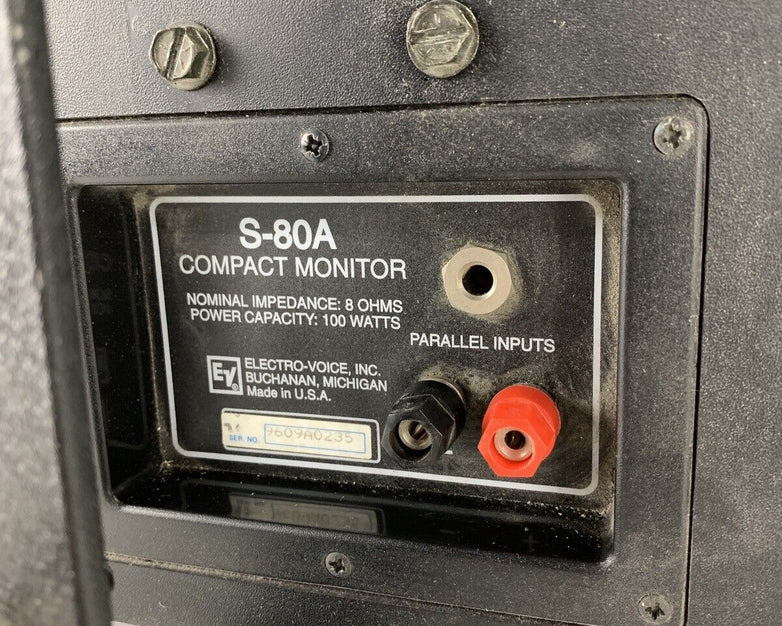 S-80A
COMPACT MONITOR
NOMINAL IMPEDANCE: 8 OHMS
POWER CAPACITY: 100 WATTS
PARALLEL INPUTS
EV®
ELECTRO-VOICE, INC.
BUCHANAN, MICHIGAN
Made in U.S.A.
SER. NO. 9609A0235